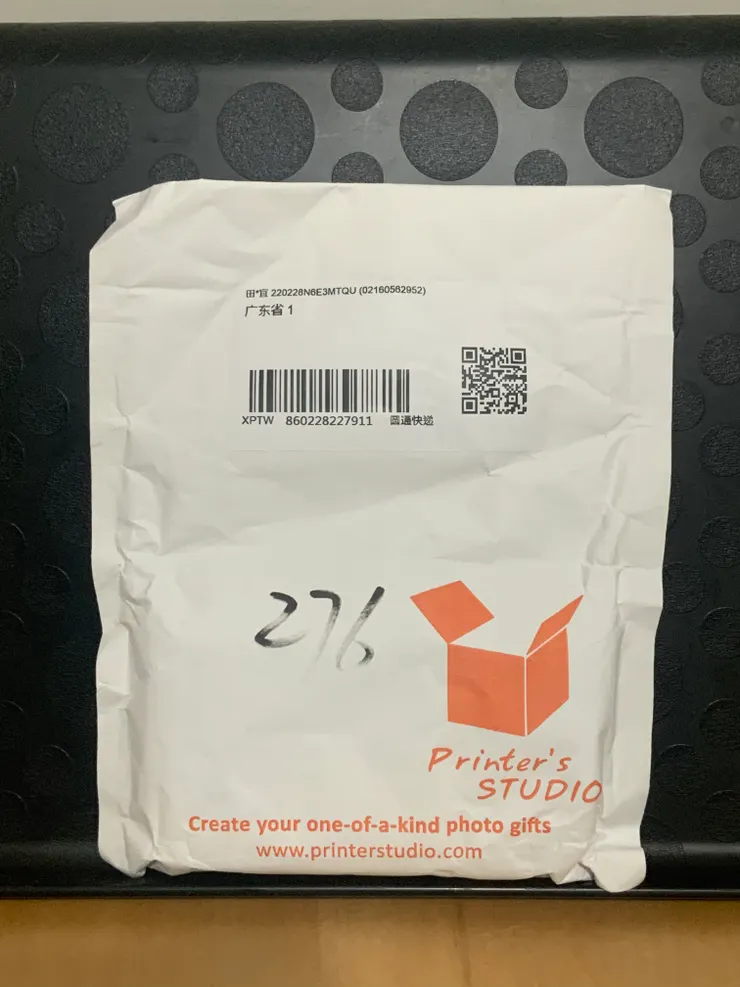 田*宜 220228N6E3MTQU (02160562952)
广东省 1
XPTW 860228227911 圆通快递
276
Printer's
STUDIO
Create your one-of-a-kind photo gifts
www.printerstudio.com